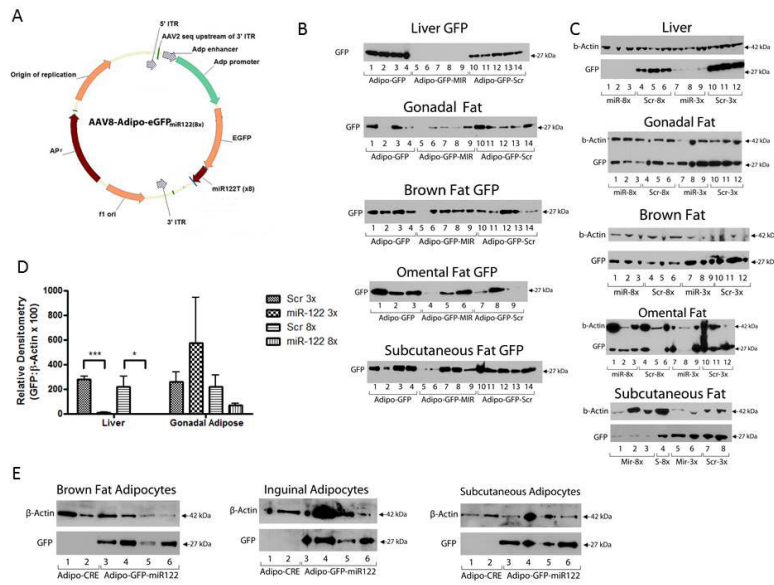 A
5' ITR
AAV2 seq upstream of 3' ITR
Adp enhancer
Adp promoter
Origin of replication
AAV8-Adipo-eGFPmiR122(8x)
EGFP
miR122T (x8)
3' ITR
f1 ori
B
Liver GFP
GFP
27 kDa
1 2 3 4 5 6 7 8 9 10 11 12 13 14
Adipo-GFP Adipo-GFP-MIR Adipo-GFP-Scr
Gonadal Fat
GFP
27 kDa
1 2 3 4 5 6 7 8 9 10 11 12 13 14
Adipo-GFP Adipo-GFP-MIR Adipo-GFP-Scr
Brown Fat GFP
GFP
27 kDa
1 2 3 4 5 6 7 8 9 10 11 12 13 14
Adipo-GFP Adipo-GFP-MIR Adipo-GFP-Scr
Omental Fat GFP
GFP
27 kDa
1 2 3 4 5 6 7 8 9
Adipo-GFP Adipo-GFP-MIR Adipo-GFP-Scr
Subcutaneous Fat GFP
GFP
27 kDa
1 2 3 4 5 6 7 8 9 10 11 12 13 14
Adipo-GFP Adipo-GFP-MIR Adipo-GFP-Scr
C
Liver
b-Actin
42 kDa
GFP
27 kDa
1 2 3 4 5 6 7 8 9 10 11 12
miR-8x Scr-8x miR-3x Scr-3x
Gonadal Fat
b-Actin
42 kDa
GFP
27 kDa
1 2 3 4 5 6 7 8 9 10 11 12
miR-8x Scr-8x miR-3x Scr-3x
Brown Fat
b-Actin
42 kDa
GFP
27 kDa
1 2 3 4 5 6 7 8 9 10 11 12
miR-8x Scr-8x miR-3x Scr-3x
Omental Fat
b-Actin
42 kDa
GFP
27 kDa
1 2 3 4 5 6 7 8 9 10 11 12
miR-8x Scr-8x miR-3x Scr-3x
Subcutaneous Fat
b-Actin
42 kDa
GFP
27 kDa
1 2 3 4 5 6 7 8
Mir-8x S-8x Mir-3x Scr-3x
D
Relative Densitometry
(GFP:β-Actin x 100)
1000
800
600
400
200
0
*** *
Liver Gonadal Adipose
Scr 3x
miR-122 3x
Scr 8x
miR-122 8x
E
Brown Fat Adipocytes
β-Actin
42 kDa
GFP
27 kDa
1 2 3 4 5 6
Adipo-CRE Adipo-GFP-miR122
Inguinal Adipocytes
β-Actin
42 kDa
GFP
27 kDa
1 2 3 4 5 6
Adipo-CRE Adipo-GFP-miR122
Subcutaneous Adipocytes
β-Actin
42 kDa
GFP
27 kDa
1 2 3 4 5 6
Adipo-CRE Adipo-GFP-miR122